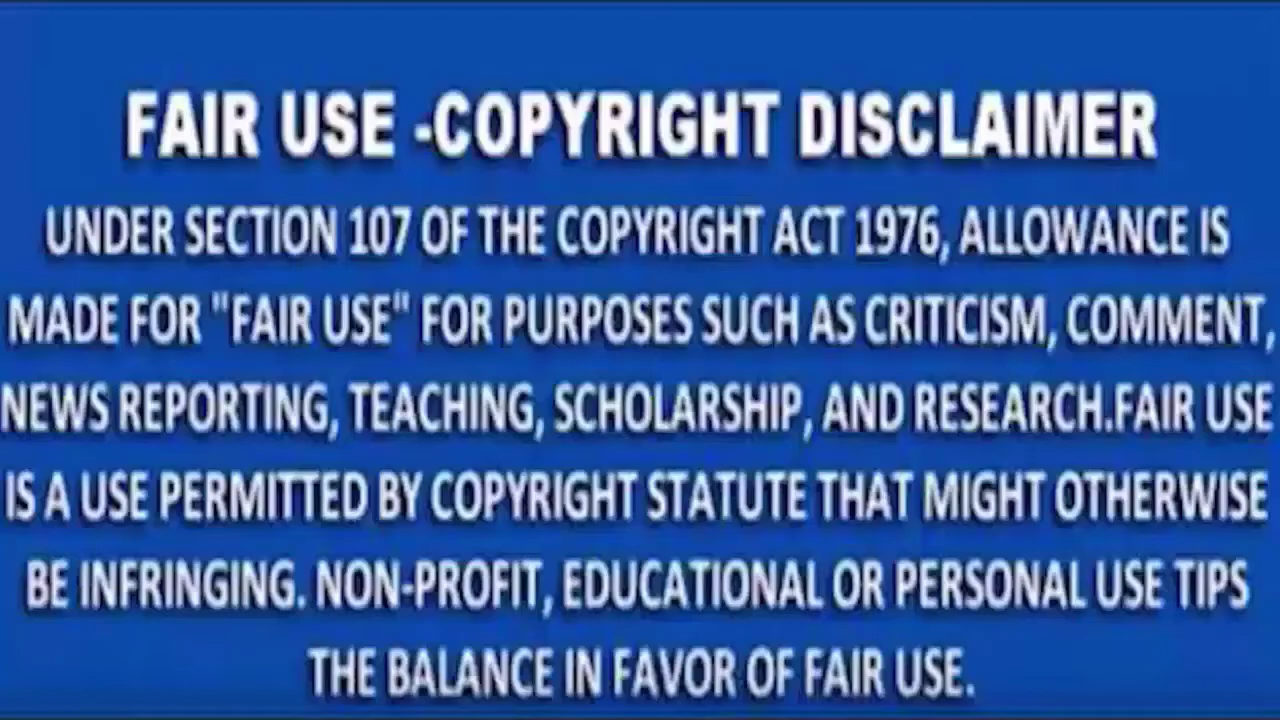 FAIR USE -COPYRIGHT DISCLAIMER
UNDER SECTION 107 OF THE COPYRIGHT ACT 1976, ALLOWANCE IS
MADE FOR "FAIR USE" FOR PURPOSES SUCH AS CRITICISM, COMMENT,
NEWS REPORTING, TEACHING, SCHOLARSHIP, AND RESEARCH.FAIR USE
IS A USE PERMITTED BY COPYRIGHT STATUTE THAT MIGHT OTHERWISE
BE INFRINGING. NON-PROFIT, EDUCATIONAL OR PERSONAL USE TIPS
THE BALANCE IN FAVOR OF FAIR USE.